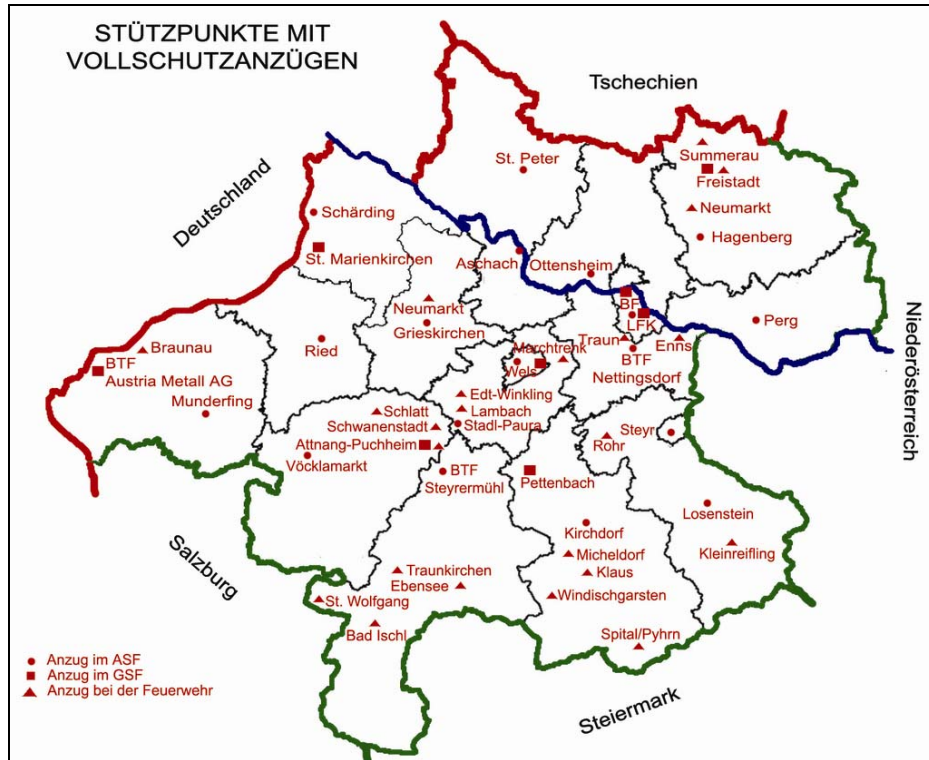 STÜTZPUNKTE MIT
VOLLSCHUTZANZÜGEN
Tschechien
Deutschland
Niederösterreich
Salzburg
Steiermark
St. Peter
Summerau
Freistadt
Neumarkt
Hagenberg
Schärding
St. Marienkirchen
Aschach
Ottensheim
BF
LFK
Neumarkt
Grieskirchen
Perg
Ried
Braunau
BTF
Austria Metall AG
Munderfing
Marchtrenk
Wels
Traun
BTF
Nettingsdorf
Enns
Edt-Winkling
Lambach
Stadl-Paura
Schlatt
Schwanenstadt
Attnang-Puchheim
Vöcklamarkt
BTF
Steyrermühl
Steyr
Rohr
Pettenbach
Losenstein
Kleinreifling
Kirchdorf
Micheldorf
Klaus
Windischgarsten
Traunkirchen
Ebensee
St. Wolfgang
Bad Ischl
Spital/Pyhrn
Anzug im ASF
Anzug im GSF
Anzug bei der Feuerwehr